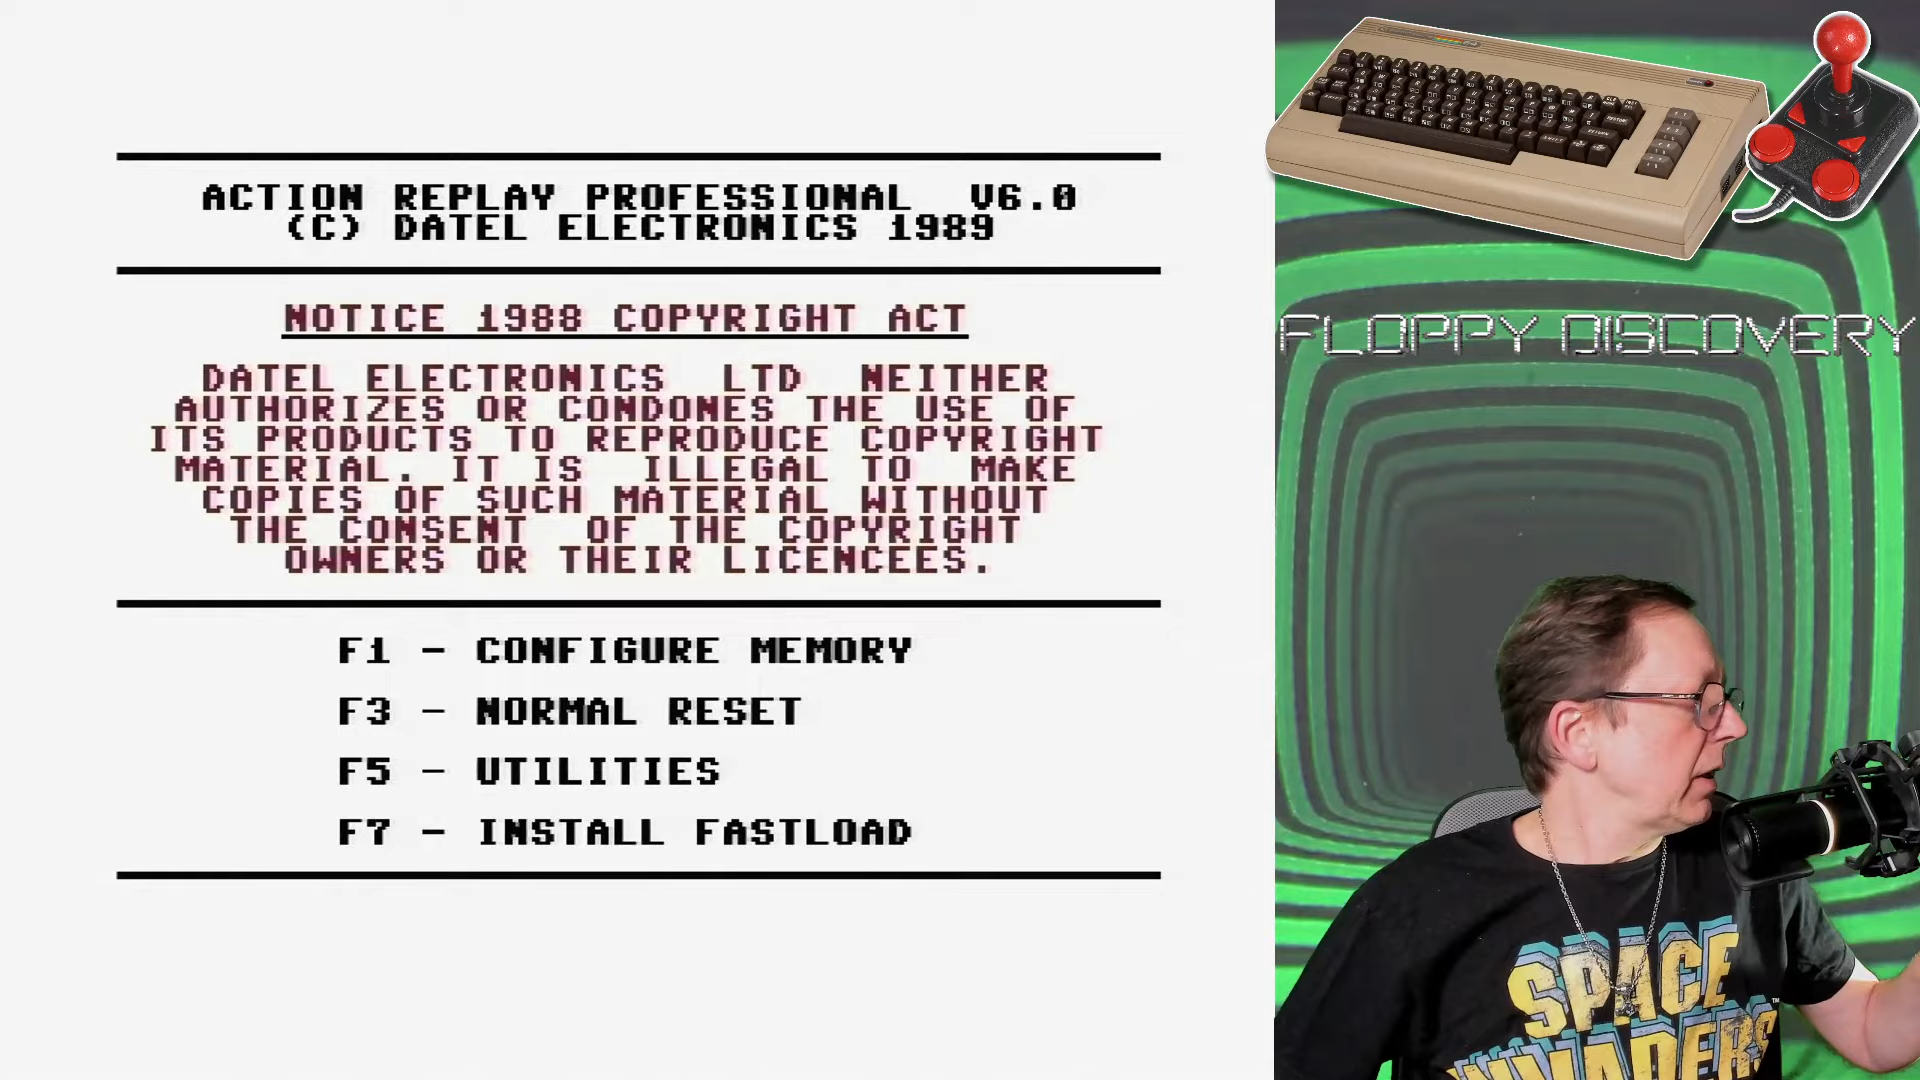 ACTION REPLAY PROFESSIONAL V6.0
(C) DATEL ELECTRONICS 1989
NOTICE 1988 COPYRIGHT ACT
DATEL ELECTRONICS LTD NEITHER
AUTHORIZES OR CONDONES THE USE OF
ITS PRODUCTS TO REPRODUCE COPYRIGHT
MATERIAL. IT IS ILLEGAL TO MAKE
COPIES OF SUCH MATERIAL WITHOUT
THE CONSENT OF THE COPYRIGHT
OWNERS OR THEIR LICENCEES.
F1 - CONFIGURE MEMORY
F3 - NORMAL RESET
F5 - UTILITIES
F7 - INSTALL FASTLOAD
FLOPPY DISCOVERY
SPACE
INVADERS